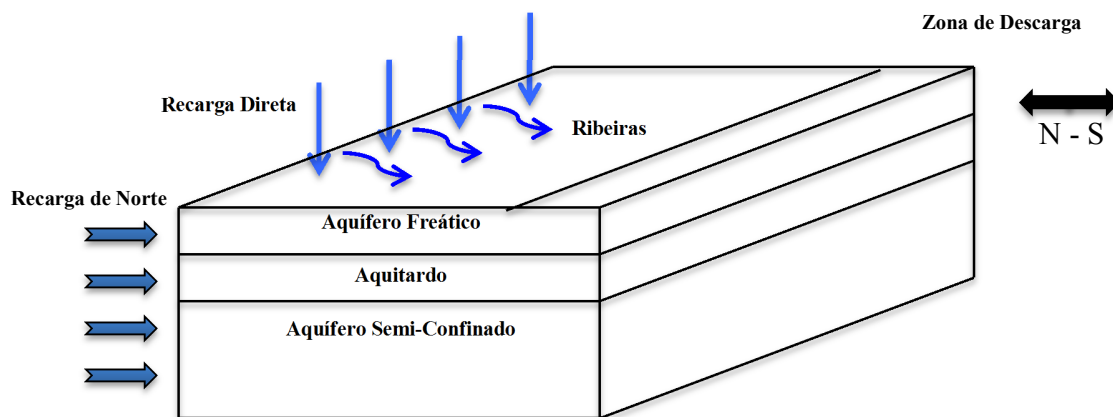 Zona de Descarga
Recarga Direta
Ribeiras
N - S
Recarga de Norte
Aquífero Freático
Aquitardo
Aquífero Semi-Confinado